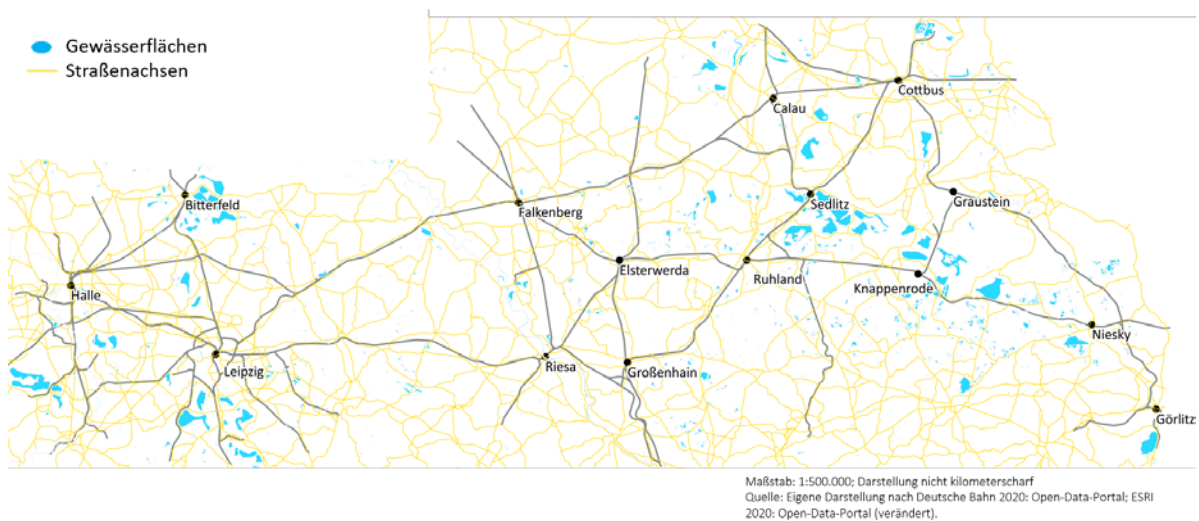 Gewässerflächen
Straßenachsen
Cottbus
Calau
Bitterfeld
Falkenberg
Sedlitz
Graustein
Elsterwerda
Ruhland
Knappenrode
Halle
Niesky
Leipzig
Riesa
Großenhain
Görlitz
Maßstab: 1:500.000; Darstellung nicht kilometerscharf
Quelle: Eigene Darstellung nach Deutsche Bahn 2020: Open-Data-Portal; ESRI
2020: Open-Data-Portal (verändert).